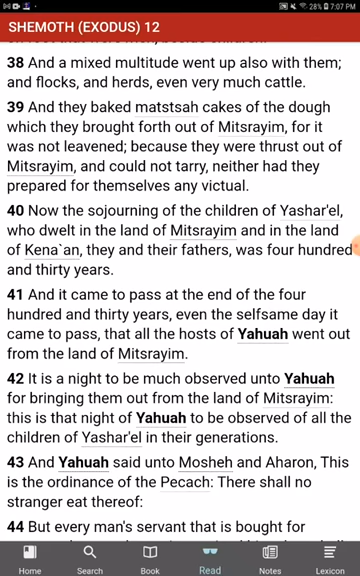 28% 7:07 PM
SHEMOTH (EXODUS) 12
38 And a mixed multitude went up also with them;
and flocks, and herds, even very much cattle.
39 And they baked matstsah cakes of the dough
which they brought forth out of Mitsrayim, for it
was not leavened; because they were thrust out of
Mitsrayim, and could not tarry, neither had they
prepared for themselves any victual.
40 Now the sojourning of the children of Yashar'el,
who dwelt in the land of Mitsrayim and in the land
of Kena`an, they and their fathers, was four hundred
and thirty years.
41 And it came to pass at the end of the four
hundred and thirty years, even the selfsame day it
came to pass, that all the hosts of Yahuah went out
from the land of Mitsrayim.
42 It is a night to be much observed unto Yahuah
for bringing them out from the land of Mitsrayim:
this is that night of Yahuah to be observed of all the
children of Yashar'el in their generations.
43 And Yahuah said unto Mosheh and Aharon, This
is the ordinance of the Pecach: There shall no
stranger eat thereof:
44 But every man's servant that is bought for
Home Search Book Read Notes Lexicon